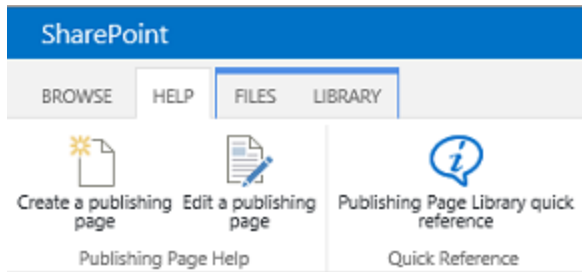 SharePoint
BROWSE HELP FILES LIBRARY
Create a publishing page
Edit a publishing page
Publishing Page Library quick reference
Publishing Page Help
Quick Reference